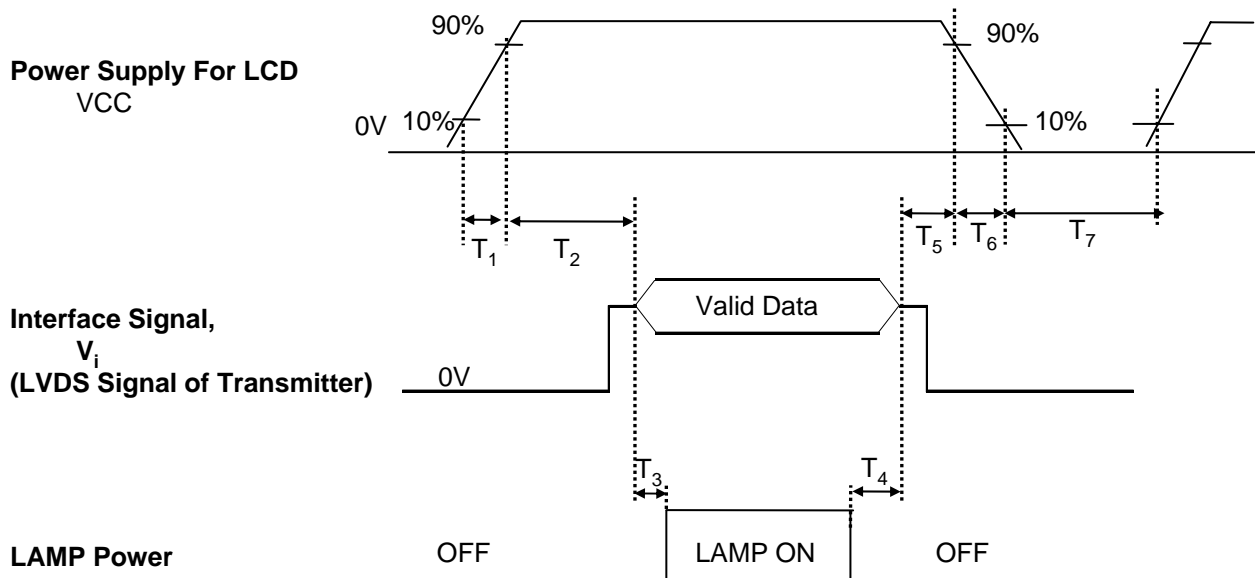 90%
90%
Power Supply For LCD
VCC
0V
10%
10%
T1
T2
T5
T6
T7
Valid Data
Interface Signal,
Vi
(LVDS Signal of Transmitter)
0V
T3
T4
LAMP Power
OFF
LAMP ON
OFF